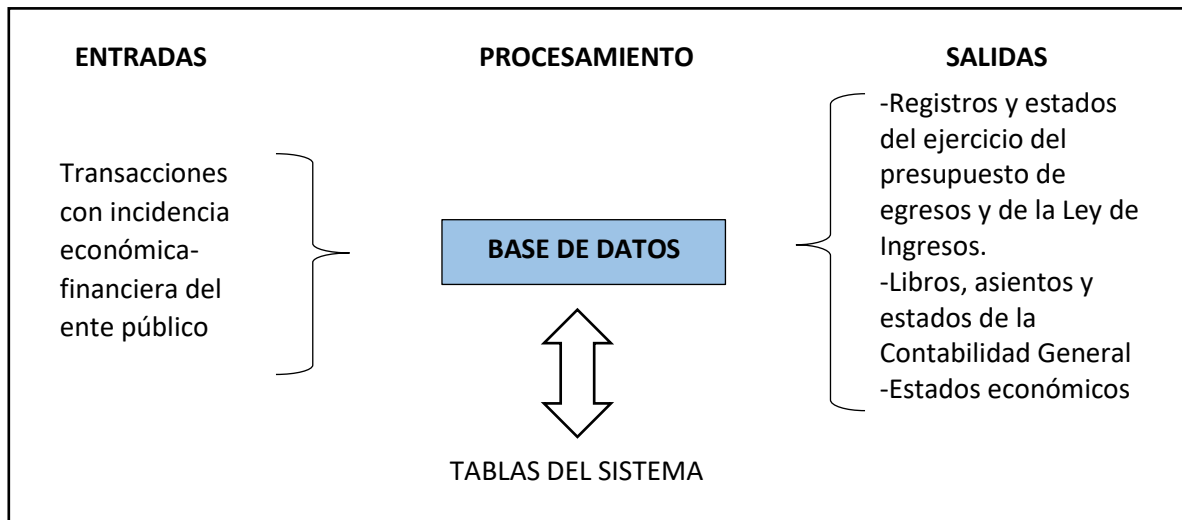 ENTRADAS
PROCESAMIENTO
SALIDAS
Transacciones
con incidencia
económica-
financiera del
ente público
BASE DE DATOS
TABLAS DEL SISTEMA
-Registros y estados
del ejercicio del
presupuesto de
egresos y de la Ley de
Ingresos.
-Libros, asientos y
estados de la
Contabilidad General
-Estados económicos